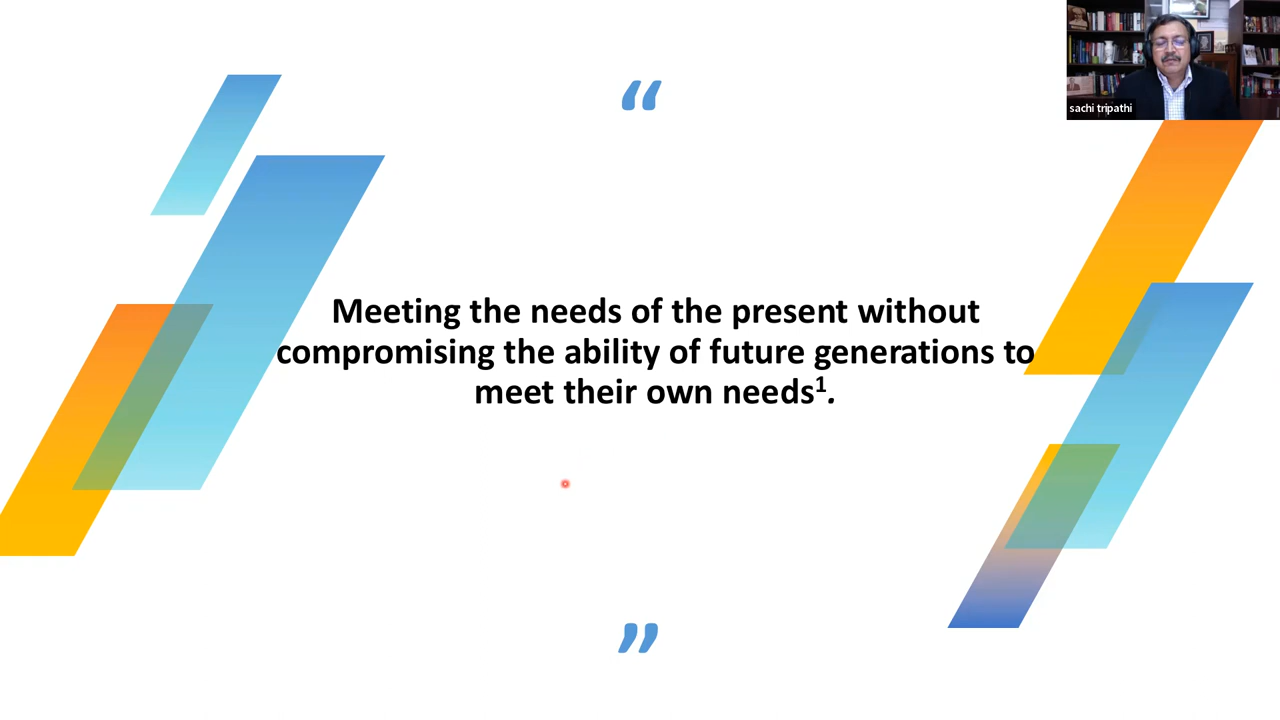 sachi tripathi
“
Meeting the needs of the present without
compromising the ability of future generations to
meet their own needs¹.
”